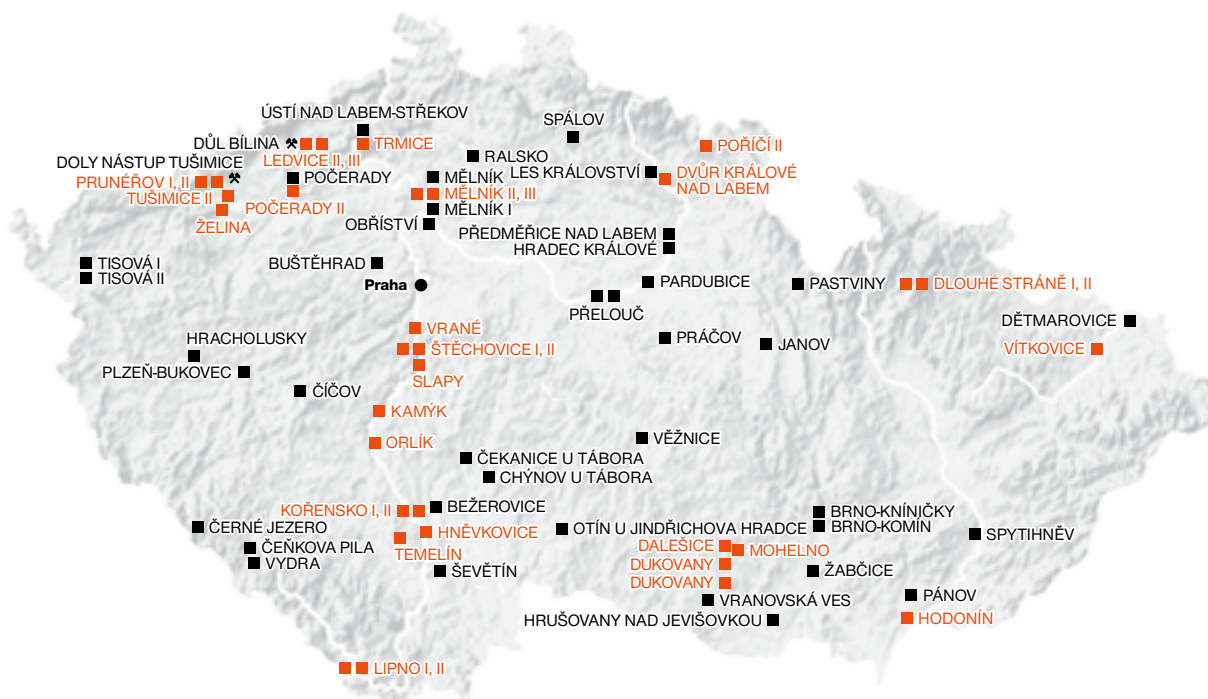 ÚSTÍ NAD LABEM-STŘEKOV
SPÁLOV
DŮL BÍLINA
TRMICE
POŘÍČÍ II
LEDVICE II, III
RALSKO
DOLY NÁSTUP TUŠIMICE
LES KRÁLOVSTVÍ
DVŮR KRÁLOVÉ
NAD LABEM
PRUNÉŘOV I, II
POČERADY
MĚLNÍK
TUŠIMICE II
MĚLNÍK II, III
POČERADY II
MĚLNÍK I
ŽELINA
OBŘÍSTVÍ
PŘEDMĚŘICE NAD LABEM
HRADEC KRÁLOVÉ
TISOVÁ I
TISOVÁ II
BUŠTĚHRAD
Praha
PARDUBICE
PASTVINY
DLOUHÉ STRÁNĚ I, II
PŘELOUČ
DĚTMAROVICE
VRANÉ
HRACHOLUSKY
PRÁČOV
JANOV
ŠTĚCHOVICE I, II
VÍTKOVICE
PLZEŇ-BUKOVEC
SLAPY
ČÍČOV
KAMÝK
ORLÍK
VĚŽNICE
ČEKANICE U TÁBORA
CHÝNOV U TÁBORA
KOŘENSKO I, II
BEŽEROVICE
BRNO-KNÍNIČKY
ČERNÉ JEZERO
HNĚVKOVICE
OTÍN U JINDŘICHOVA HRADCE
BRNO-KOMÍN
SPYTIHNĚV
ČEŇKOVA PILA
TEMELÍN
DALEŠICE
MOHELNO
VYDRA
ŠEVĚTÍN
DUKOVANY
ŽABČICE
DUKOVANY
VRANOVSKÁ VES
PÁNOV
HRUŠOVANY NAD JEVIŠOVKOU
HODONÍN
LIPNO I, II